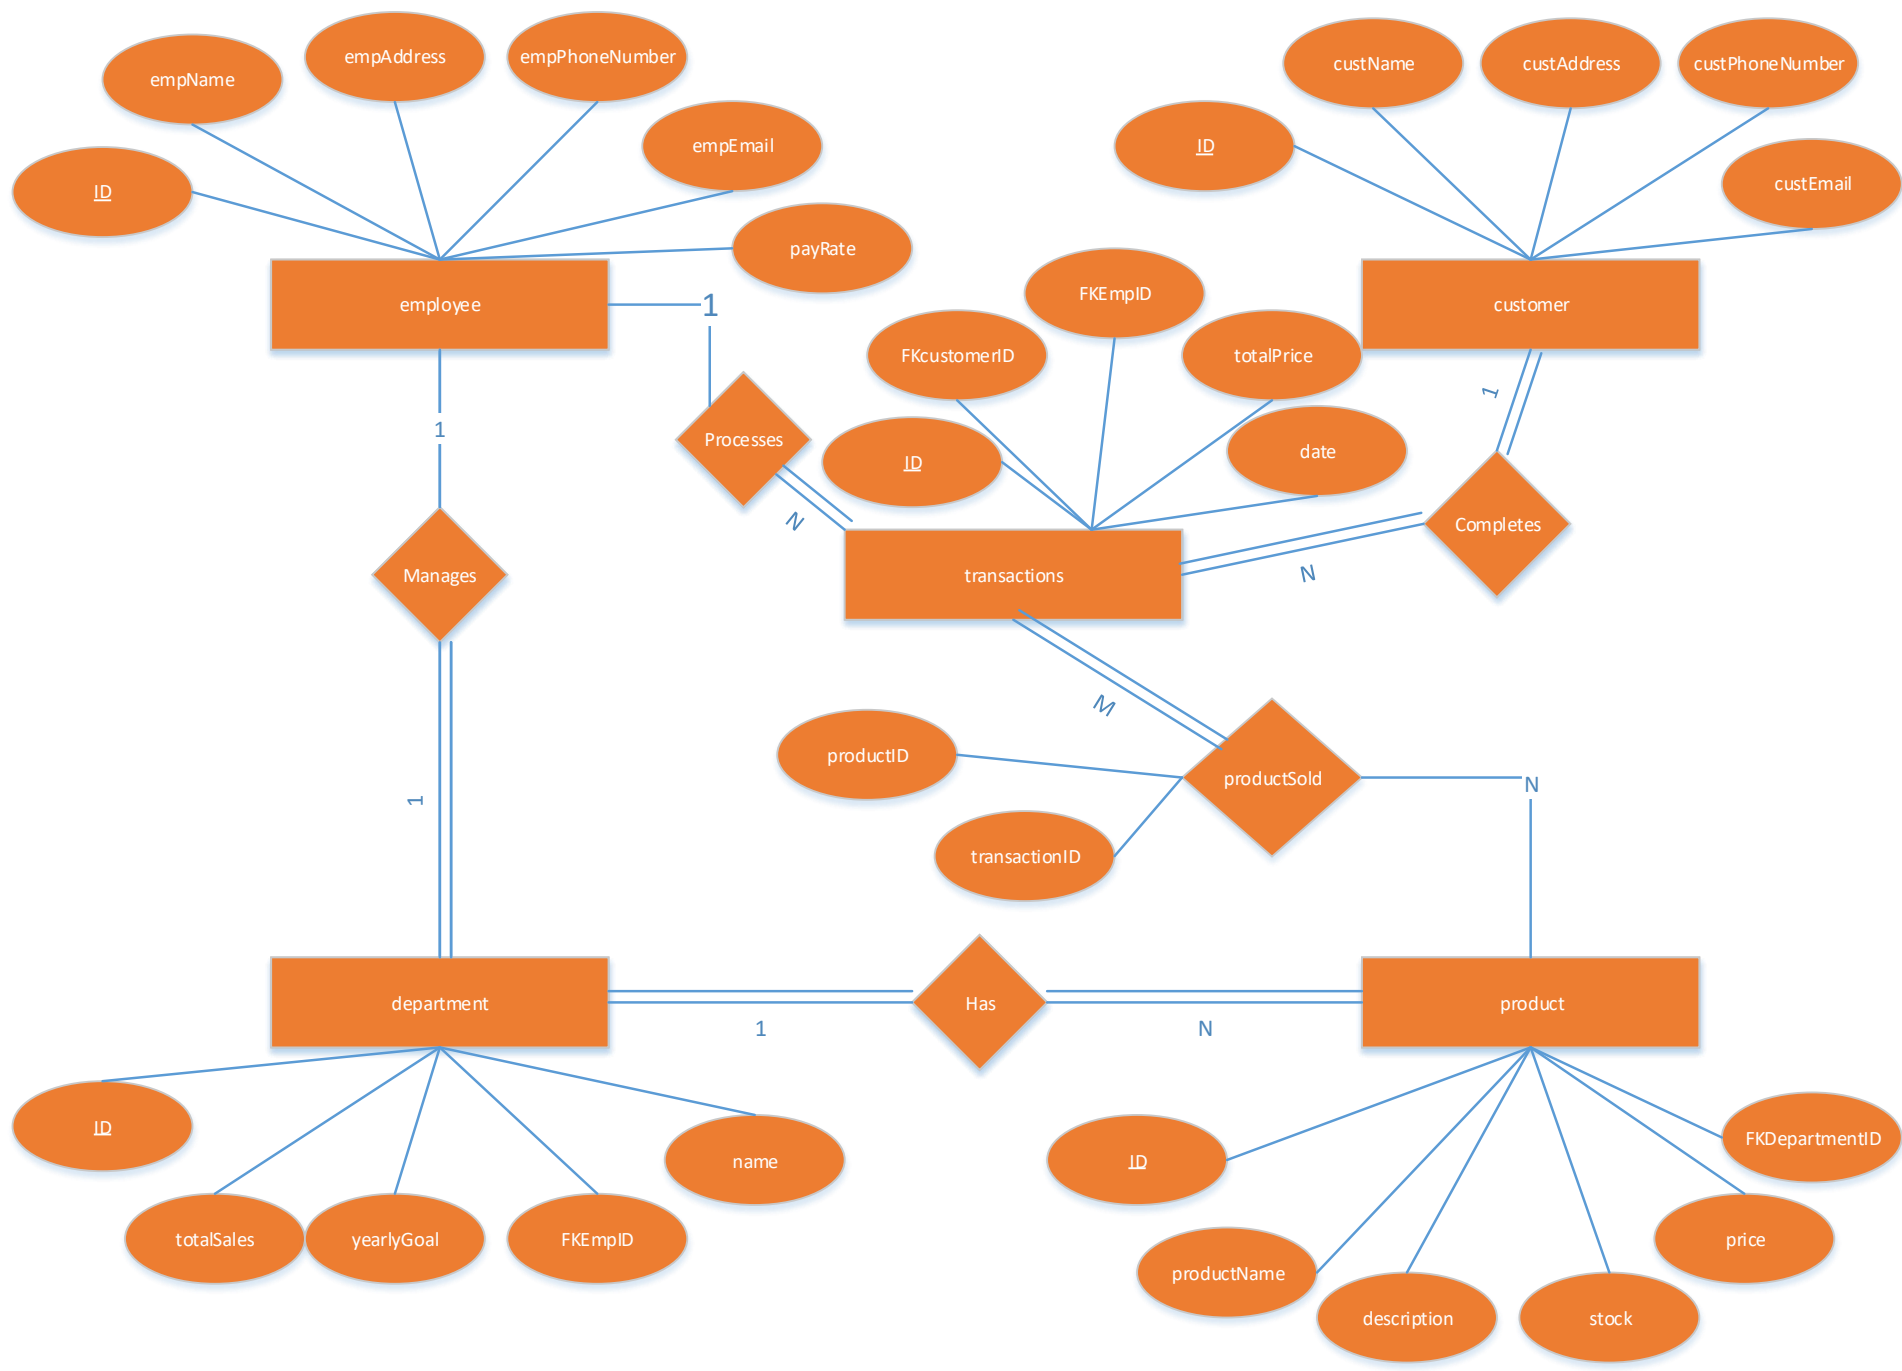 empName
empAddress
empPhoneNumber
custName
custAddress
custPhoneNumber
ID
empEmail
ID
custEmail
payRate
employee
1
FKEmpID
customer
FKcustomerID
totalPrice
1
1
Processes
ID
date
N
Completes
Manages
transactions
N
M
productID
productSold
N
1
transactionID
department
Has
product
1
N
ID
name
ID
FKDepartmentID
totalSales
yearlyGoal
FKEmpID
productName
price
description
stock